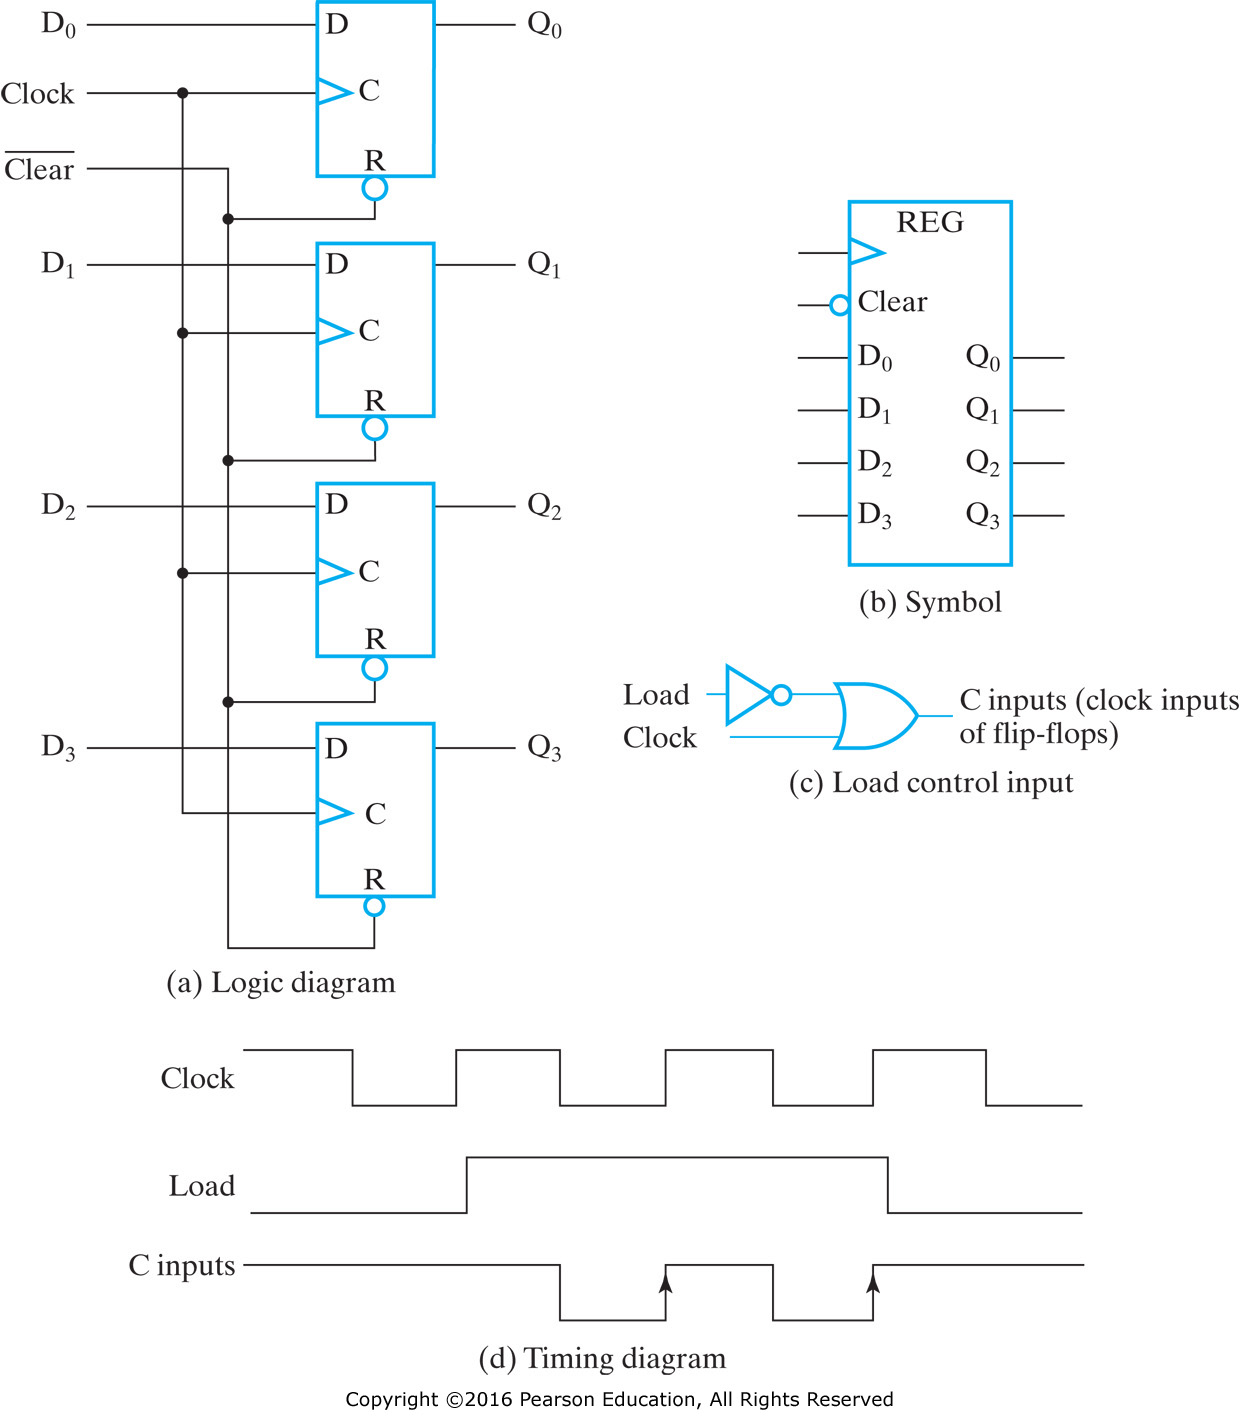 D₀ D Q₀
Clock C
Clear R
D₁ D Q₁
C
R
D₂ D Q₂
C
R
D₃ D Q₃
C
R
(a) Logic diagram
REG
Clear
D₀ Q₀
D₁ Q₁
D₂ Q₂
D₃ Q₃
(b) Symbol
Load
Clock
C inputs (clock inputs
of flip-flops)
(c) Load control input
Clock
Load
C inputs
(d) Timing diagram
Copyright ©2016 Pearson Education, All Rights Reserved